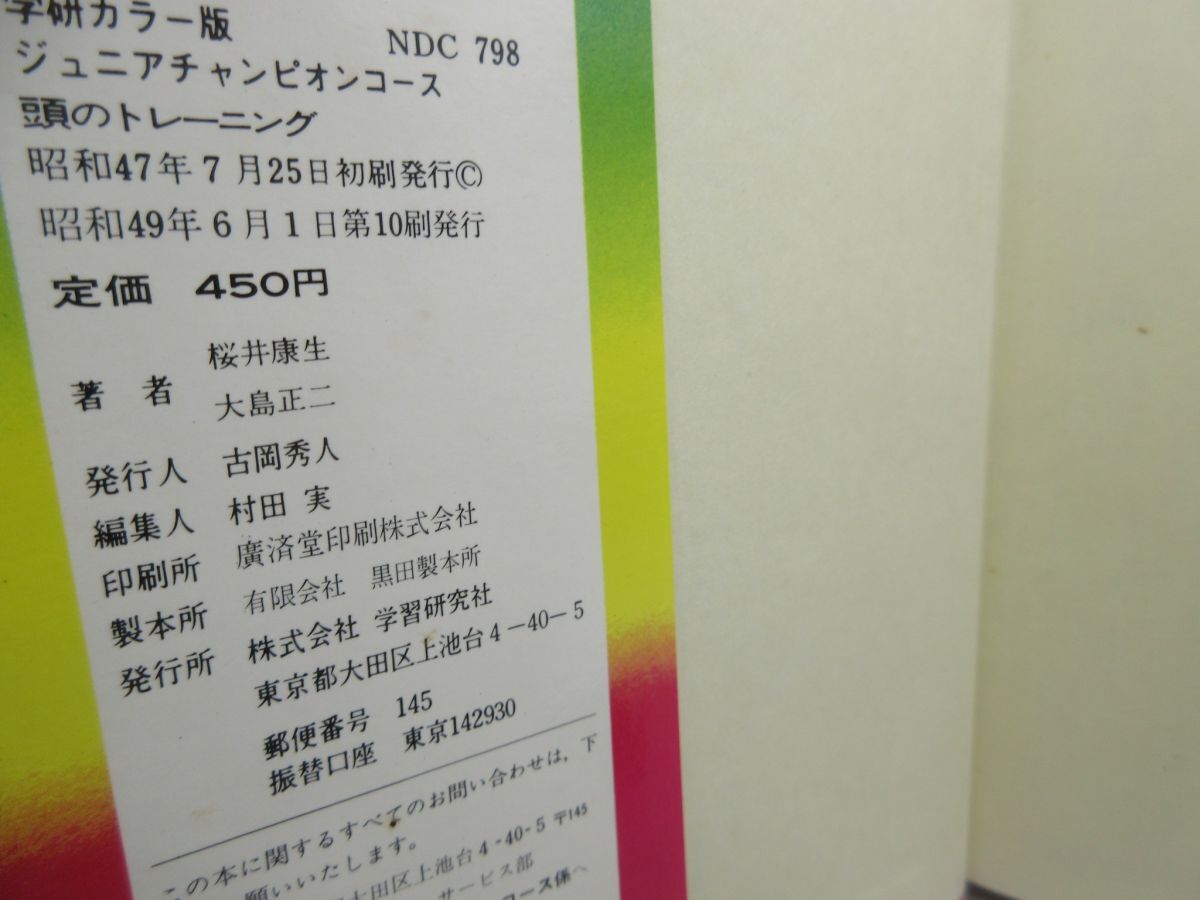 学研カラー版
NDC 798
ジュニアチャンピオンコース
頭のトレーニング
昭和47年7月25日初刷発行Ⓒ
昭和49年6月1日第10刷発行
定価 450円
著者 桜井康生
大島正二
発行人 古岡秀人
編集人 村田 実
印刷所 廣済堂印刷株式会社
製本所 有限会社 黒田製本所
発行所 株式会社 学習研究社
東京都大田区上池台4-40-5
郵便番号 145
振替口座 東京142930
この本に関するすべてのお問い合わせは,下
願いいたします。
上池台4-40-5 〒145
サービス部
コース係へ